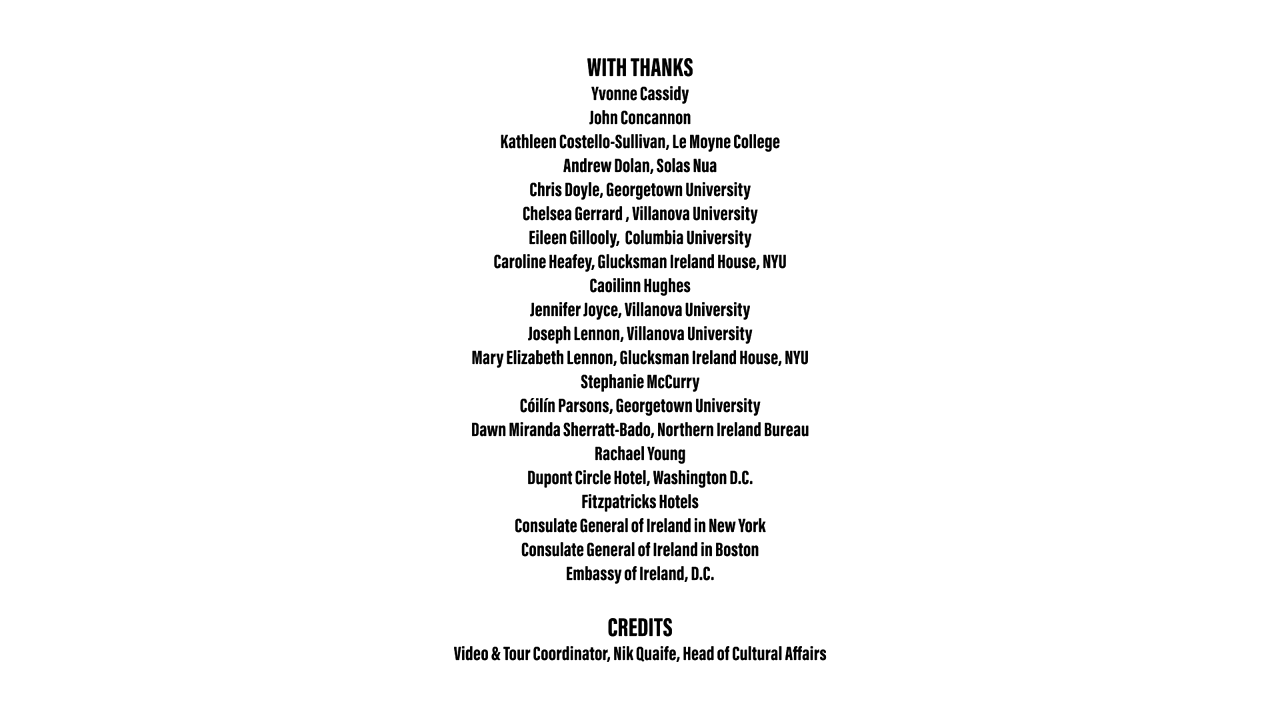 WITH THANKS
Yvonne Cassidy
John Concannon
Kathleen Costello-Sullivan, Le Moyne College
Andrew Dolan, Solas Nua
Chris Doyle, Georgetown University
Chelsea Gerrard , Villanova University
Eileen Gillooly,  Columbia University
Caroline Heafey, Glucksman Ireland House, NYU
Caoilinn Hughes
Jennifer Joyce, Villanova University
Joseph Lennon, Villanova University
Mary Elizabeth Lennon, Glucksman Ireland House, NYU
Stephanie McCurry
Cóilín Parsons, Georgetown University
Dawn Miranda Sherratt-Bado, Northern Ireland Bureau
Rachael Young
Dupont Circle Hotel, Washington D.C.
Fitzpatricks Hotels
Consulate General of Ireland in New York
Consulate General of Ireland in Boston
Embassy of Ireland, D.C.
CREDITS
Video & Tour Coordinator, Nik Quaife, Head of Cultural Affairs